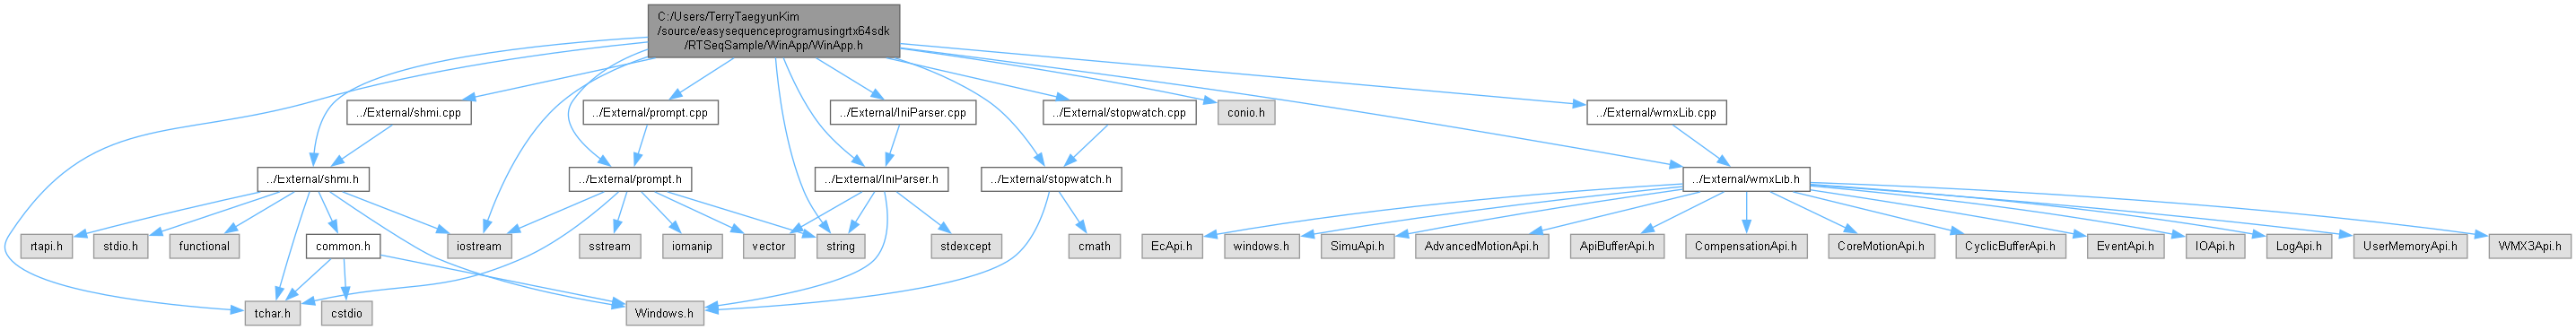 C:/Users/TerryTaegyunKim
/source/easysequenceprogramusingrtx64sdk
/RTSeqSample/WinApp/WinApp.h
../External/shmi.cpp
../External/prompt.cpp
../External/IniParser.cpp
../External/stopwatch.cpp
conio.h
../External/wmxLib.cpp
../External/shmi.h
../External/prompt.h
../External/IniParser.h
../External/stopwatch.h
../External/wmxLib.h
rtapi.h
stdio.h
functional
common.h
iostream
sstream
iomanip
vector
string
stdexcept
cmath
EcApi.h
windows.h
SimuApi.h
AdvancedMotionApi.h
ApiBufferApi.h
CompensationApi.h
CoreMotionApi.h
CyclicBufferApi.h
EventApi.h
IOApi.h
LogApi.h
UserMemoryApi.h
WMX3Api.h
tchar.h
cstdio
Windows.h